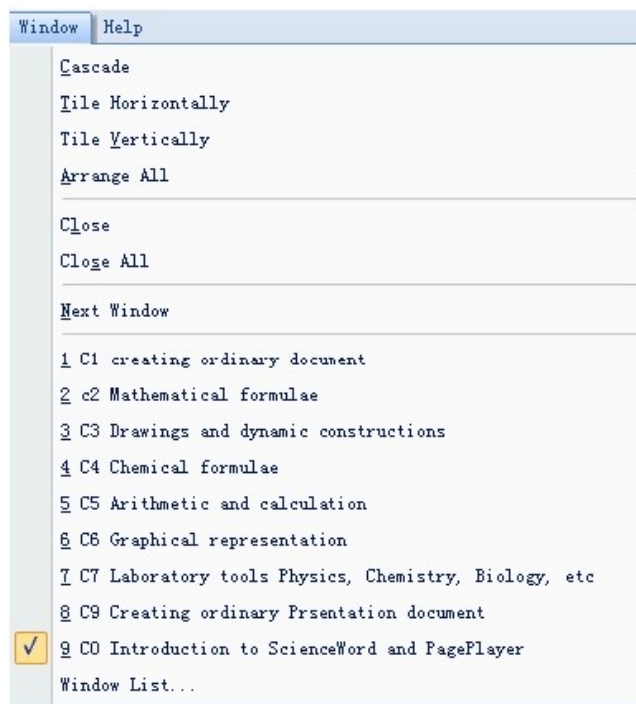 Window Help
Cascade
Tile Horizontally
Tile Vertically
Arrange All
Close
Close All
Next Window
1 C1 creating ordinary document
2 c2 Mathematical formulae
3 C3 Drawings and dynamic constructions
4 C4 Chemical formulae
5 C5 Arithmetic and calculation
6 C6 Graphical representation
7 C7 Laboratory tools Physics, Chemistry, Biology, etc
8 C9 Creating ordinary Prsentation document
9 C0 Introduction to ScienceWord and PagePlayer
Window List...